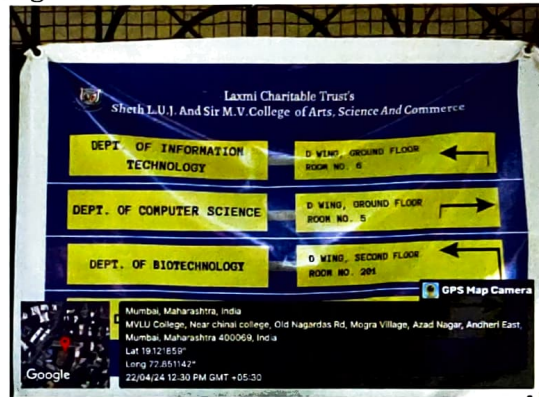 Laxmi Charitable Trust's
Sheth L.U.J. And Sir M.V.College of Arts, Science And Commerce
DEPT. OF INFORMATION
TECHNOLOGY
D WING, GROUND FLOOR
ROOM NO. 6
DEPT. OF COMPUTER SCIENCE
D WING, GROUND FLOOR
ROOM NO. 5
DEPT. OF BIOTECHNOLOGY
D WING, SECOND FLOOR
ROOM NO. 201
GPS Map Camera
Mumbai, Maharashtra, India
MVLU College, Near chinai college, Old Nagardas Rd, Mogra Village, Azad Nagar, Andheri East,
Mumbai, Maharashtra 400069, India
Lat 19.121659°
Long 72.851142°
22/04/24 12:30 PM GMT +05:30
Google